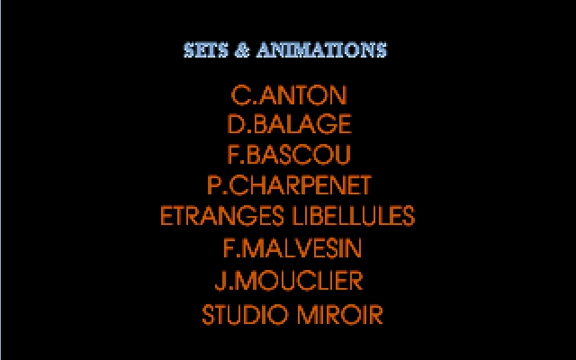 SETS & ANIMATIONS
C.ANTON
D.BALAGE
F.BASCOU
P.CHARPENET
ETRANGES LIBELLULES
F.MALVESIN
J.MOUCLIER
STUDIO MIROIR